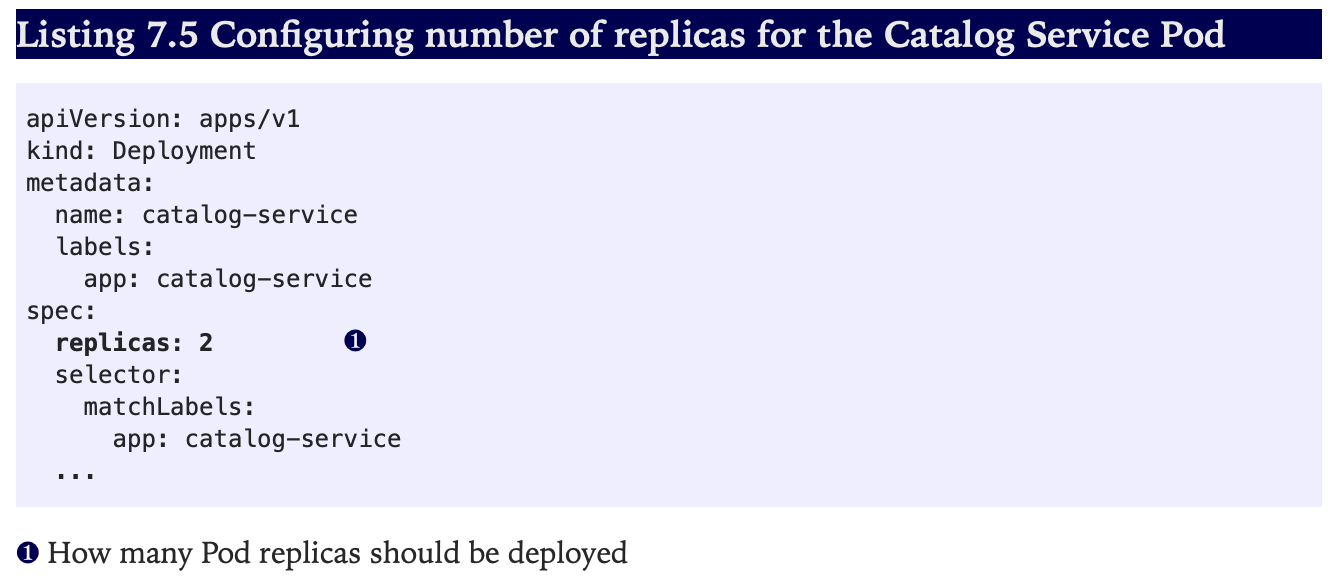 Listing 7.5 Configuring number of replicas for the Catalog Service Pod
apiVersion: apps/v1
kind: Deployment
metadata:
  name: catalog-service
  labels:
    app: catalog-service
spec:
  replicas: 2         ❶
  selector:
    matchLabels:
      app: catalog-service
  ...
❶ How many Pod replicas should be deployed